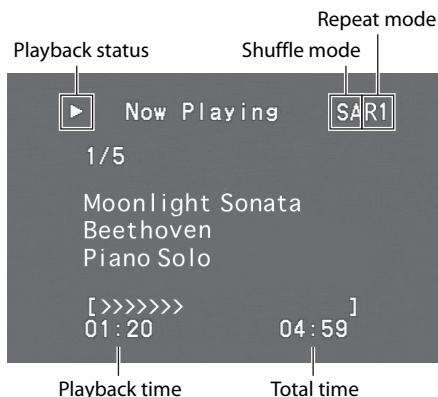 Repeat mode
Playback status Shuffle mode
► Now Playing SA R1
1/5
Moonlight Sonata
Beethoven
Piano Solo
[>>>>>>> ]
01:20 04:59
Playback time Total time